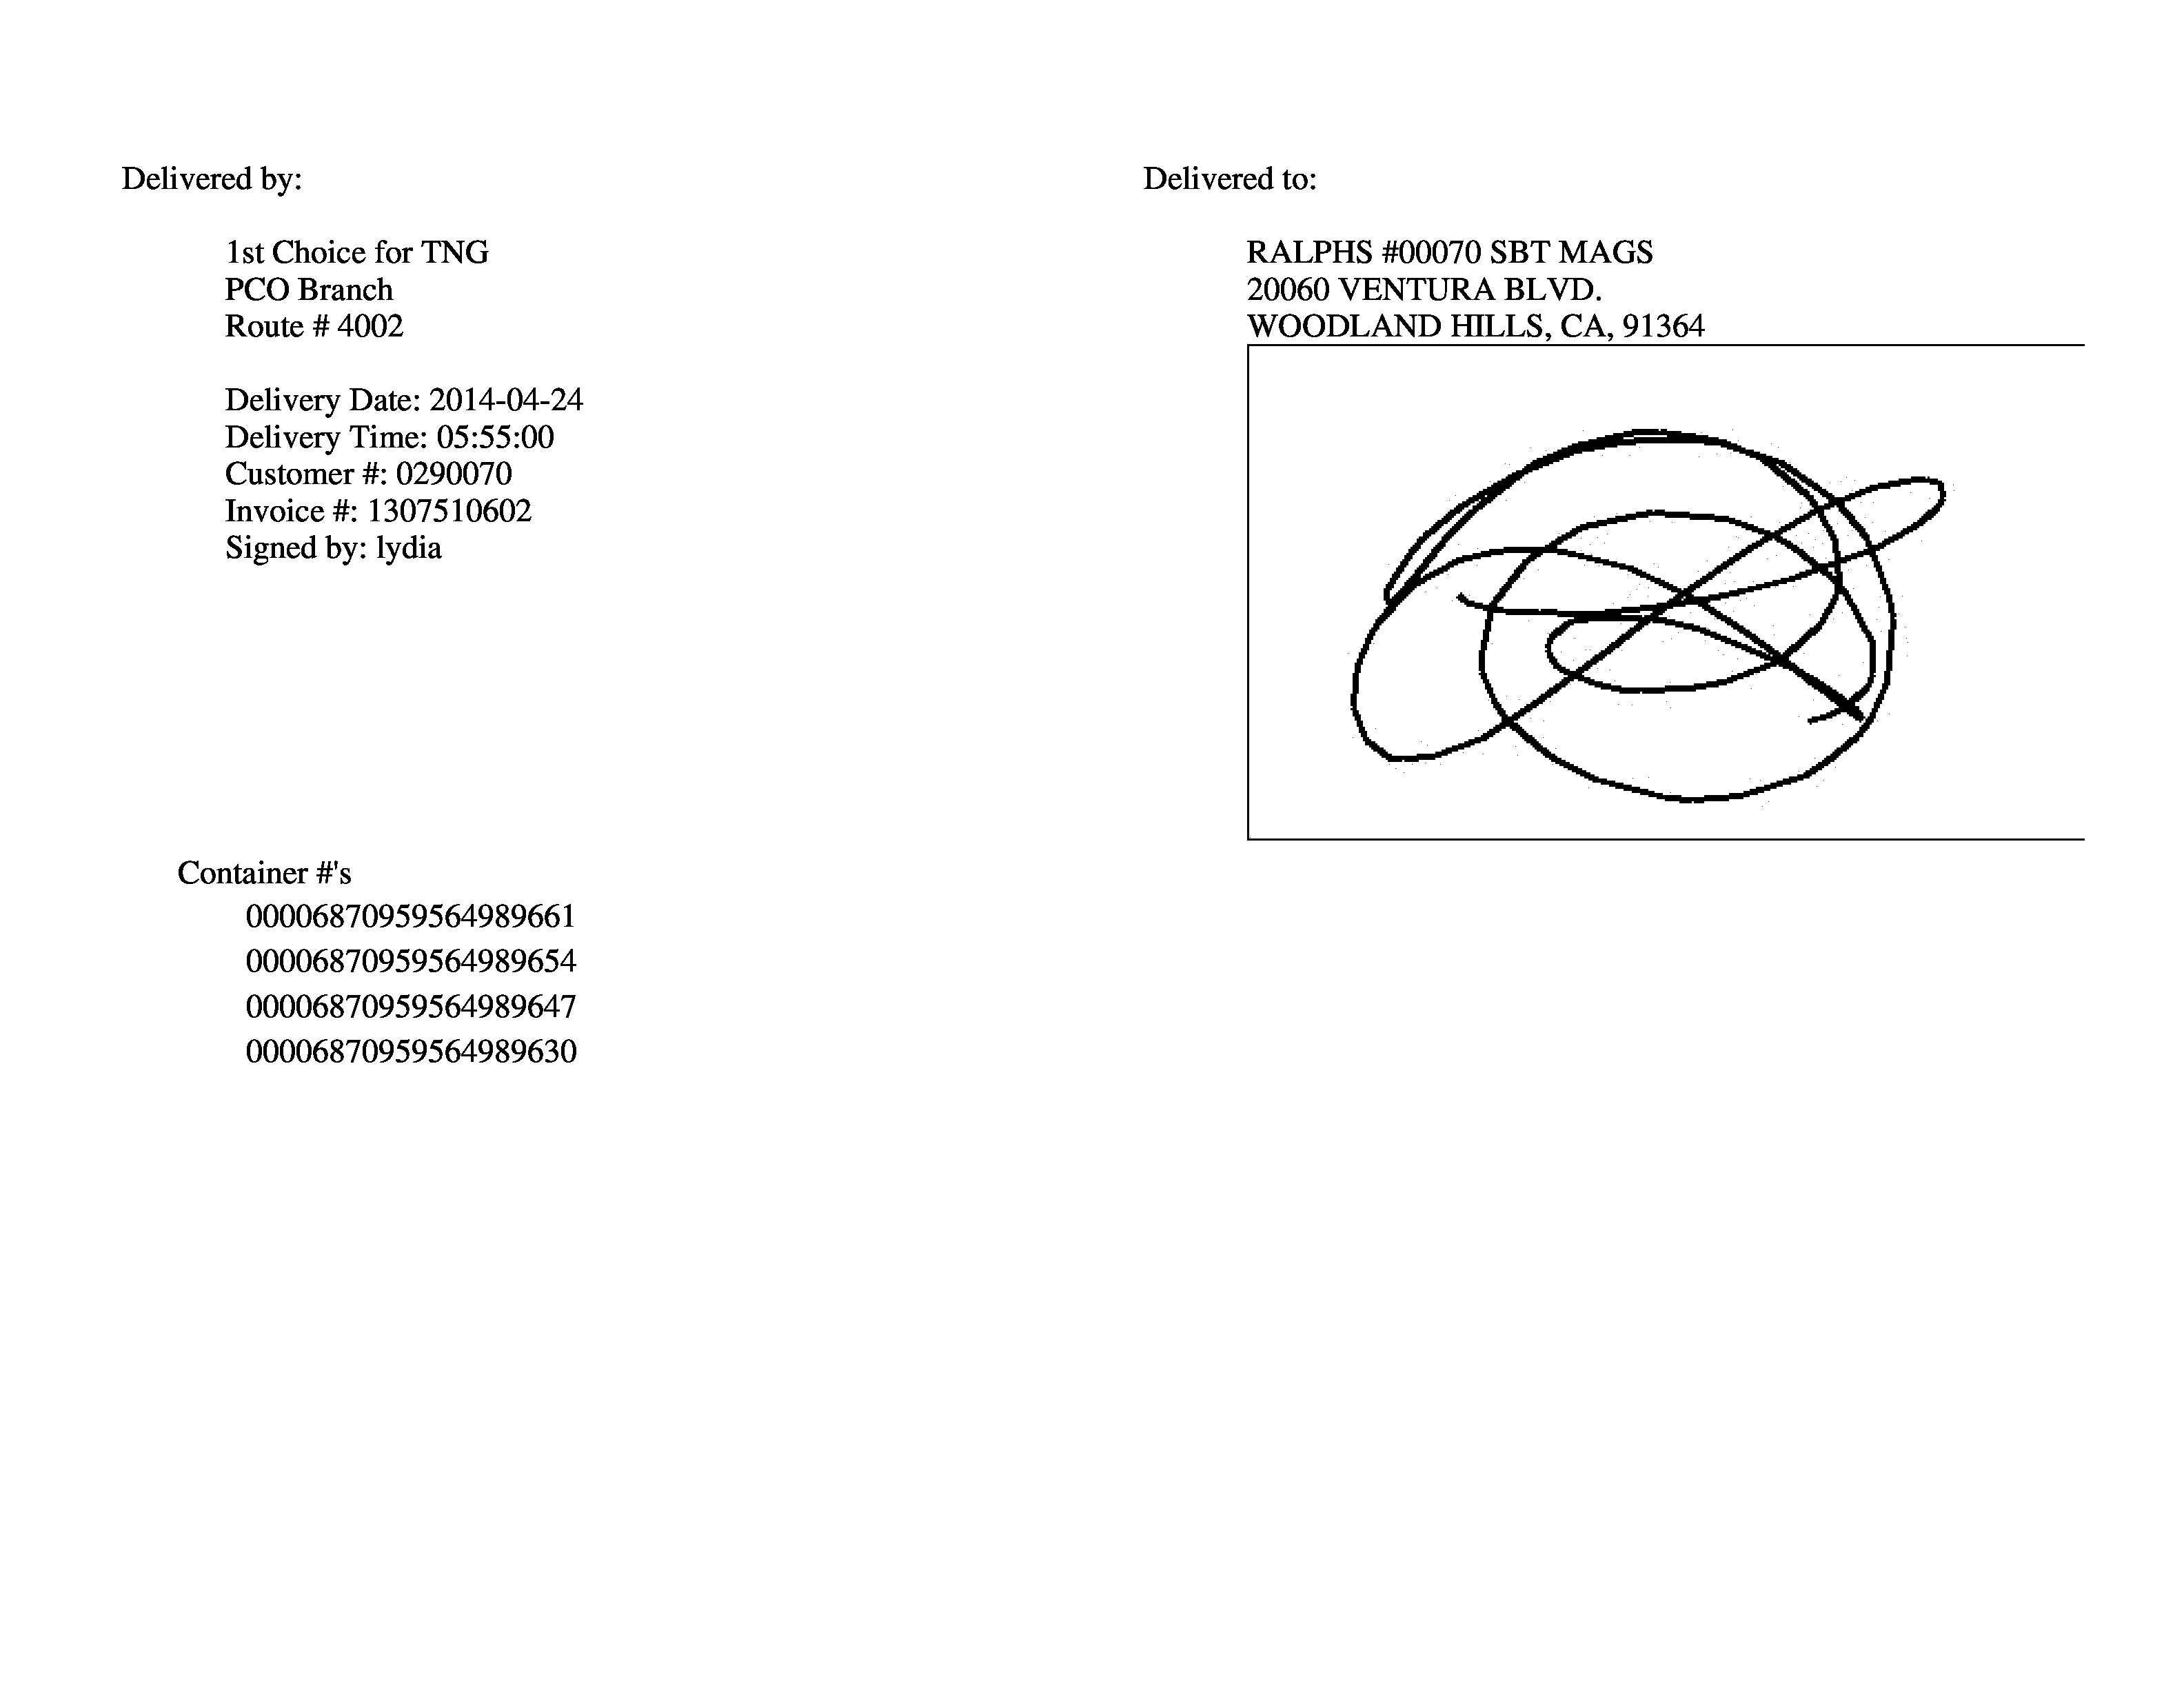 Delivered by:
1st Choice for TNG
PCO Branch
Route # 4002
Delivery Date: 2014-04-24
Delivery Time: 05:55:00
Customer #: 0290070
Invoice #: 1307510602
Signed by: lydia
Delivered to:
RALPHS #00070 SBT MAGS
20060 VENTURA BLVD.
WOODLAND HILLS, CA, 91364
Container #'s
00006870959564989661
00006870959564989654
00006870959564989647
00006870959564989630